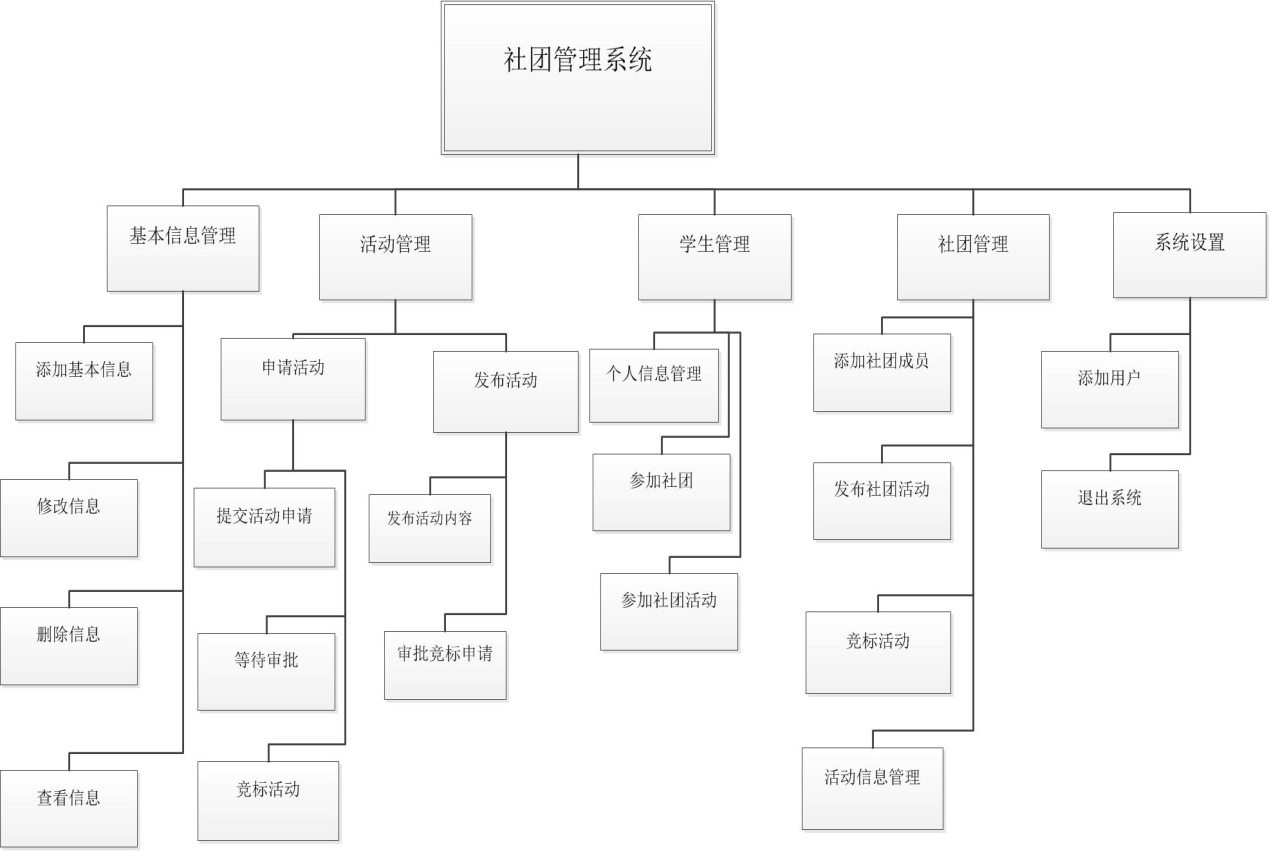 社团管理系统
基本信息管理
活动管理
学生管理
社团管理
系统设置
添加基本信息
修改信息
删除信息
查看信息
申请活动
提交活动申请
等待审批
竞标活动
发布活动
发布活动内容
审批竞标申请
个人信息管理
参加社团
参加社团活动
添加社团成员
发布社团活动
竞标活动
活动信息管理
添加用户
退出系统